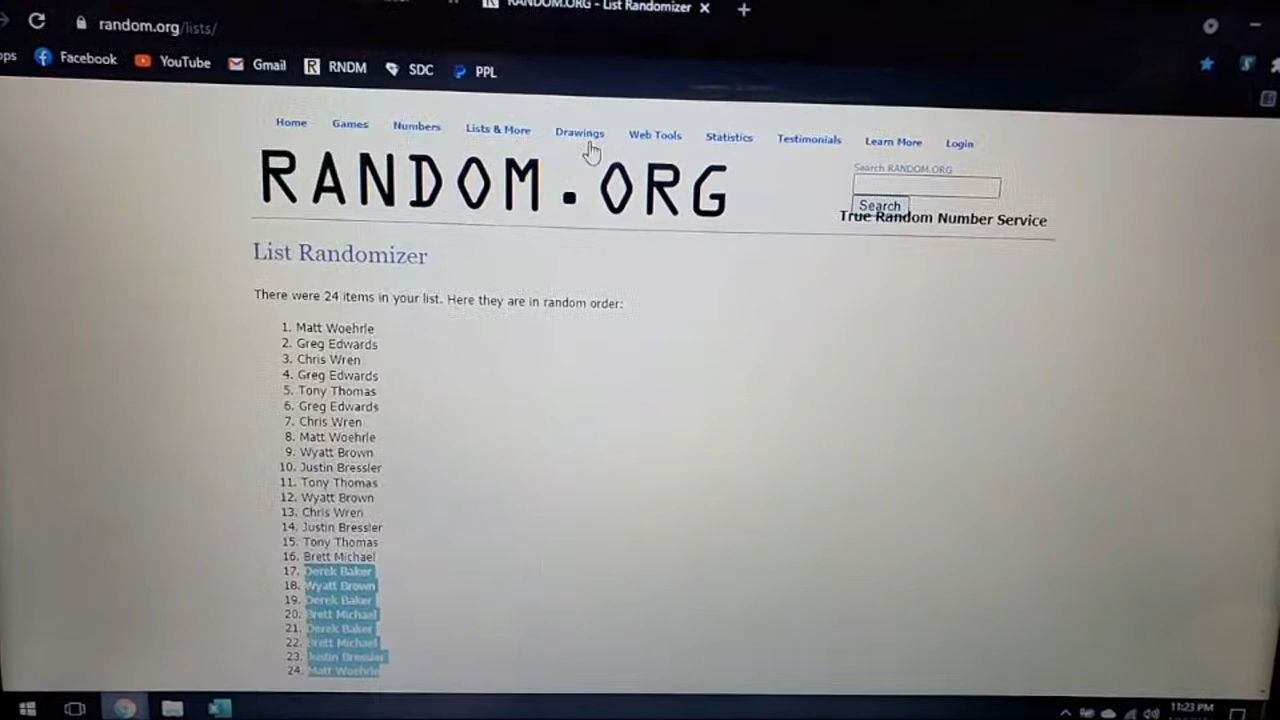 RANDOM.ORG - List Randomizer
random.org/lists/
Facebook YouTube Gmail RNDM SDC PPL
Home Games Numbers Lists & More Drawings Web Tools Statistics Testimonials Learn More Login
RANDOM.ORG
Search RANDOM.ORG
Search
True Random Number Service
List Randomizer
There were 24 items in your list. Here they are in random order:
1. Matt Woehrle
2. Greg Edwards
3. Chris Wren
4. Greg Edwards
5. Tony Thomas
6. Greg Edwards
7. Chris Wren
8. Matt Woehrle
9. Wyatt Brown
10. Justin Bressler
11. Tony Thomas
12. Wyatt Brown
13. Chris Wren
14. Justin Bressler
15. Tony Thomas
16. Brett Michael
17. Derek Baker
18. Wyatt Brown
19. Derek Baker
20. Brett Michael
21. Derek Baker
22. Brett Michael
23. Justin Bressler
24. Matt Woehrle
11:23 PM